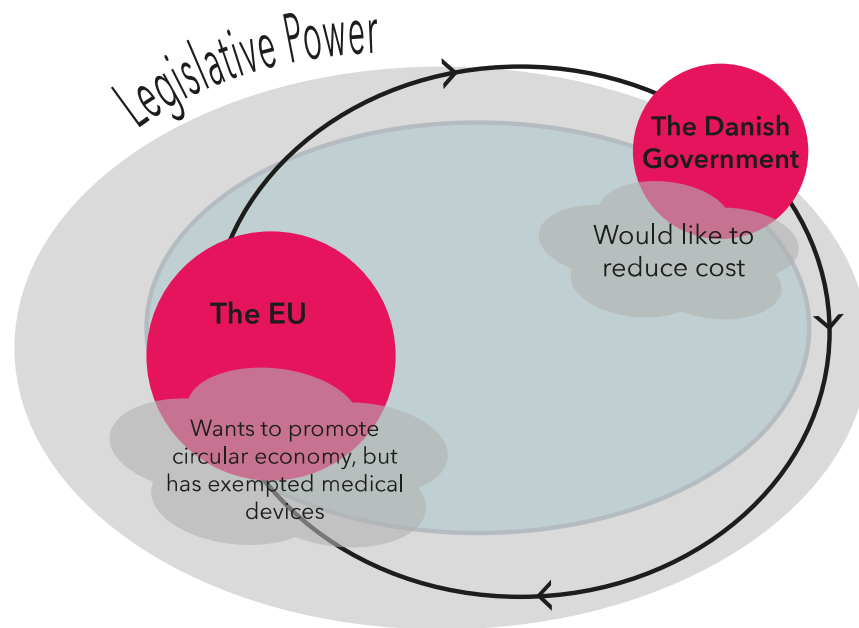 Legislative Power
The Danish
Government
Would like to
reduce cost
The EU
Wants to promote
circular economy, but
has exempted medical
devices